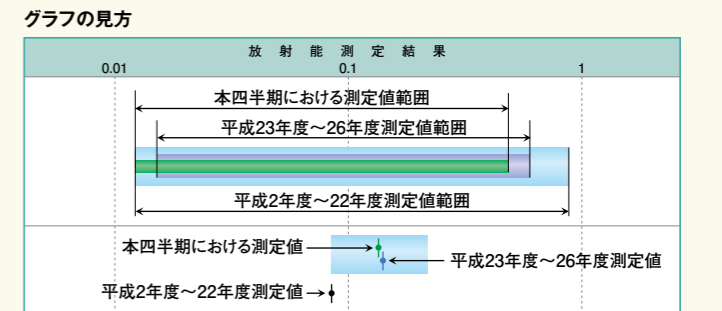 グラフの見方
放射能測定結果
0.01 0.1 1
本四半期における測定値範囲
平成23年度～26年度測定値範囲
平成2年度～22年度測定値範囲
本四半期における測定値
平成23年度～26年度測定値
平成2年度～22年度測定値